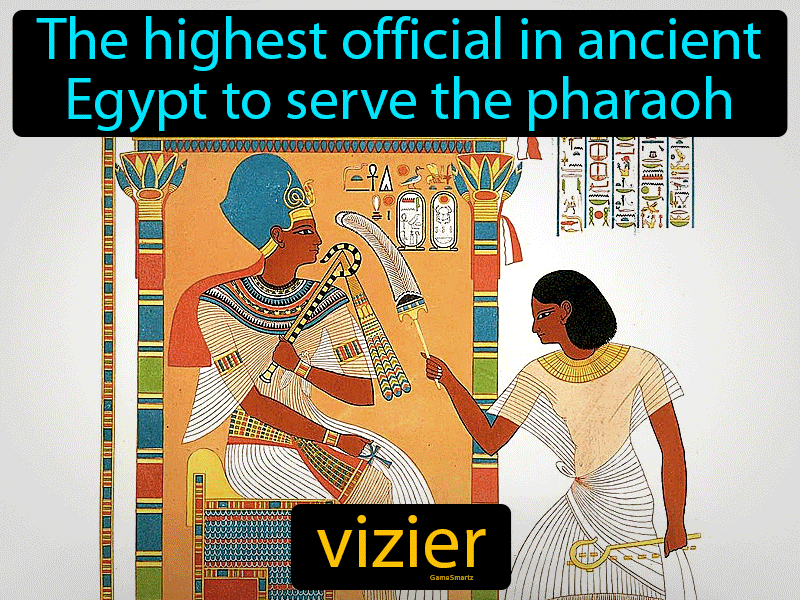 The highest official in ancient
Egypt to serve the pharaoh
vizier
GameSmartz